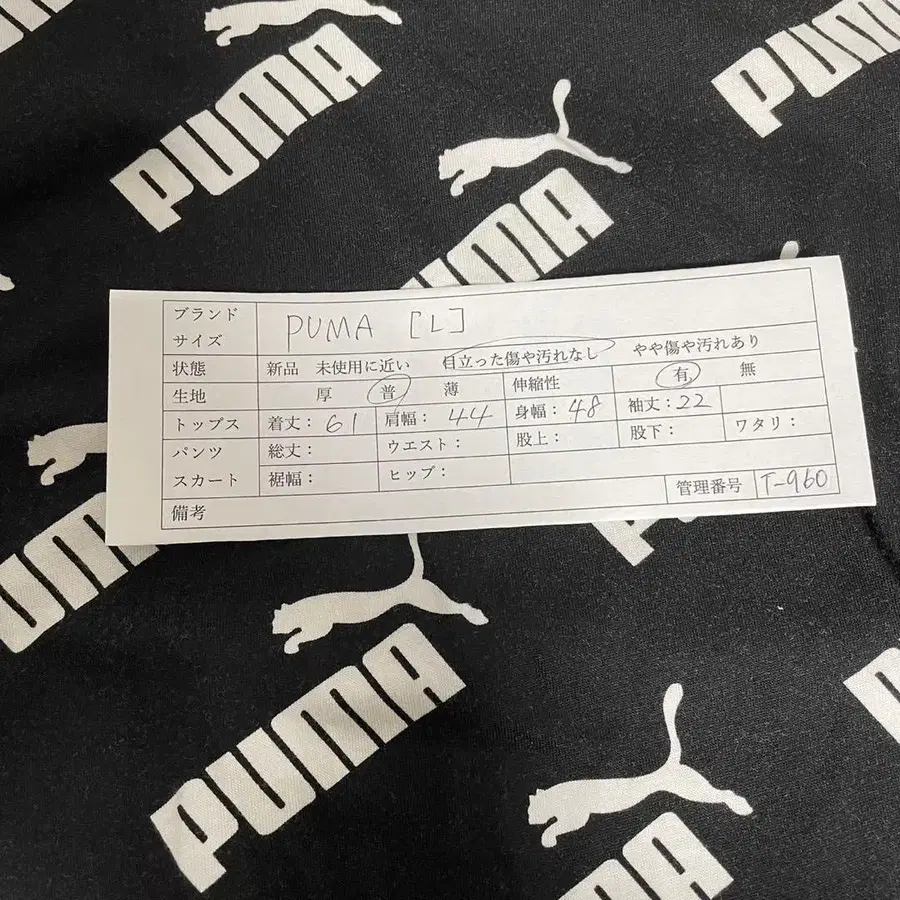 PUMA
PUMA
PUMA
ブランド
サイズ
PUMA [L]
状態 新品 未使用に近い 目立った傷や汚れなし やや傷や汚れあり
生地 厚 普 薄 伸縮性 有 無
トップス 着丈：61 肩幅：44 身幅：48 袖丈：22
パンツ 総丈： ウエスト： 股上： 股下： ワタリ：
スカート 裾幅： ヒップ：
管理番号 T-960
備考
PUMA
PUMA
PUMA